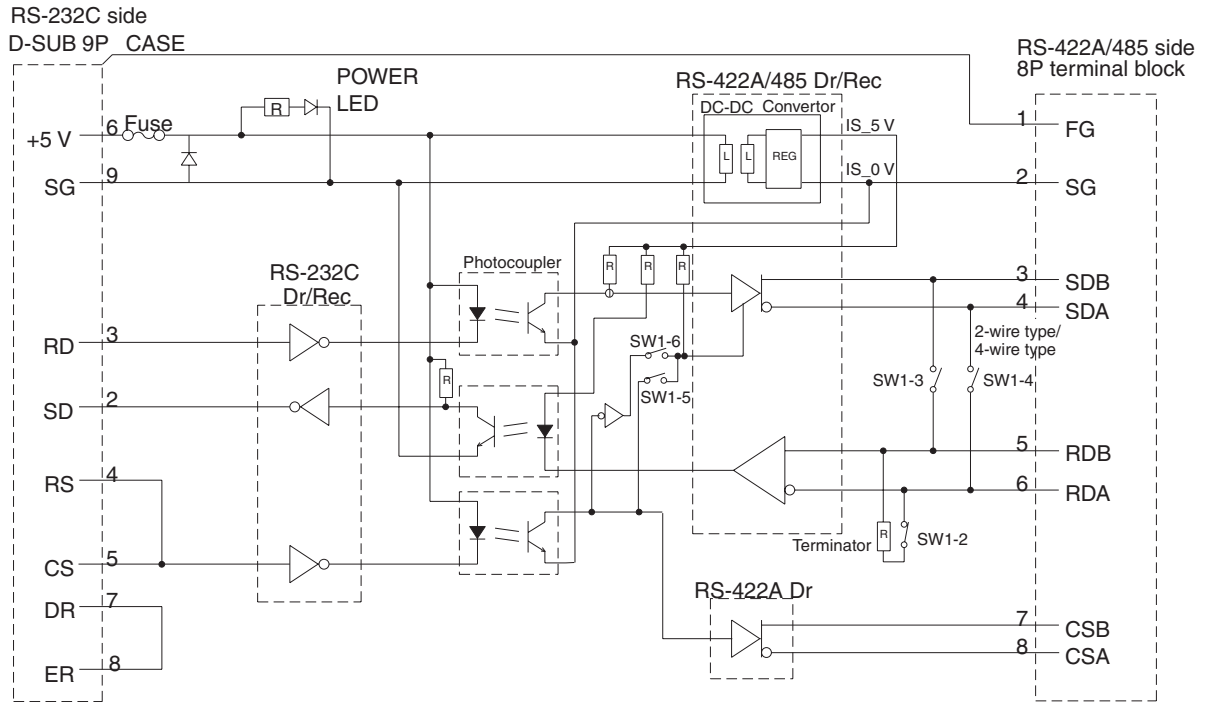 RS-232C side
D-SUB 9P CASE
RS-422A/485 side
8P terminal block
POWER
LED
RS-422A/485 Dr/Rec
DC-DC Convertor
R
1
FG
+5 V
6
Fuse
IS_5 V
L
L
REG
IS_0 V
SG
9
2
SG
Photocoupler
R
R
R
RS-232C
Dr/Rec
3
SDB
4
SDA
2-wire type/
4-wire type
RD
3
SW1-6
R
SW1-3
SW1-4
SW1-5
SD
2
5
RDB
RS
4
6
RDA
Terminator
R
SW1-2
CS
5
RS-422A Dr
DR
7
7
CSB
8
CSA
ER
8